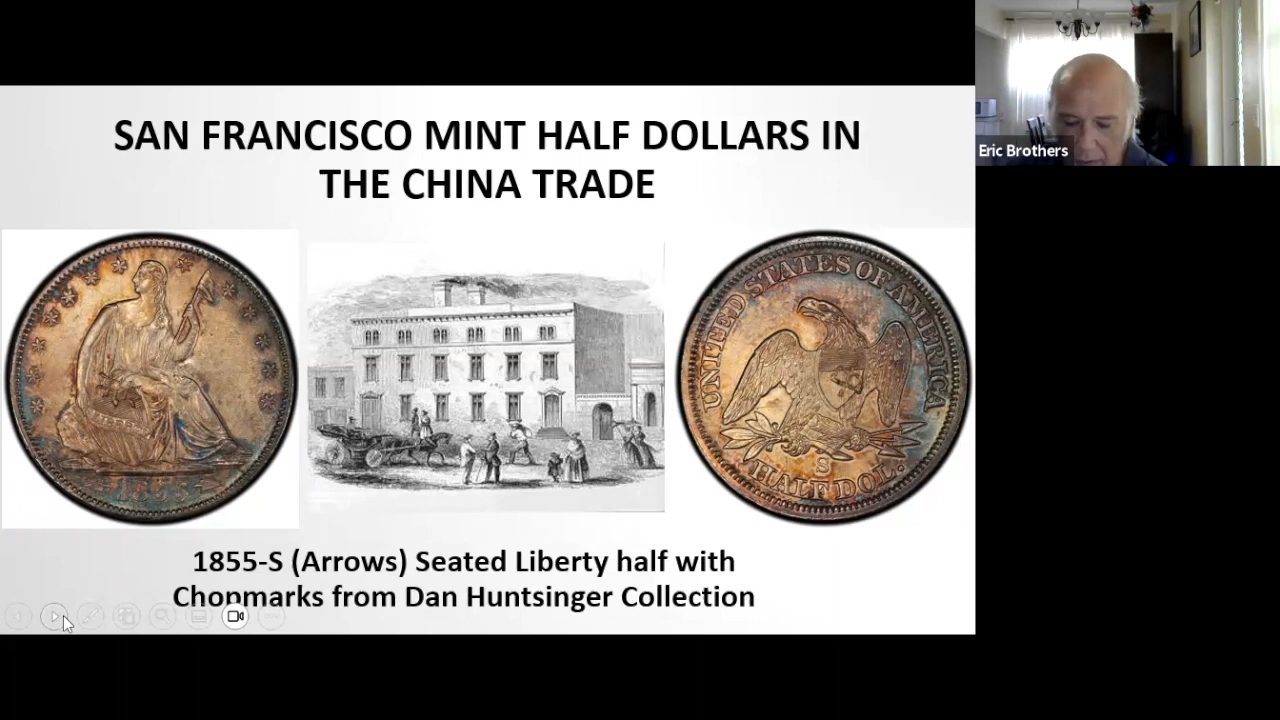 SAN FRANCISCO MINT HALF DOLLARS IN
THE CHINA TRADE
Eric Brothers
UNITED STATES OF AMERICA
S
HALF DOL.
1855
1855-S (Arrows) Seated Liberty half with
Chopmarks from Dan Huntsinger Collection